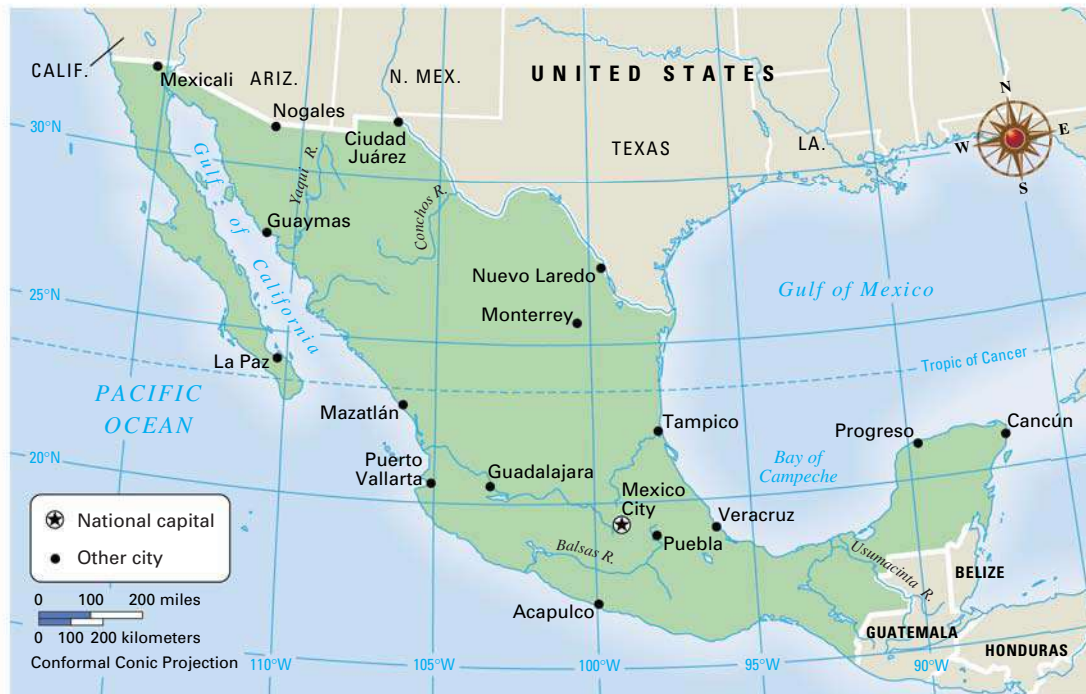 CALIF.
Mexicali
ARIZ.
N. MEX.
UNITED STATES
N
E
W
S
Nogales
30°N
Ciudad
Juárez
TEXAS
LA.
Gulf of California
Yaqui R.
Conchos R.
Guaymas
Nuevo Laredo
Gulf of Mexico
25°N
Monterrey
La Paz
Tropic of Cancer
PACIFIC
OCEAN
Mazatlán
Tampico
Progreso
Cancún
20°N
Puerto
Vallarta
Guadalajara
Bay of
Campeche
Mexico
City
Veracruz
National capital
Puebla
Other city
Balsas R.
Usumacinta R.
BELIZE
0 100 200 miles
0 100 200 kilometers
Acapulco
GUATEMALA
HONDURAS
Conformal Conic Projection
110°W
105°W
100°W
95°W
90°W